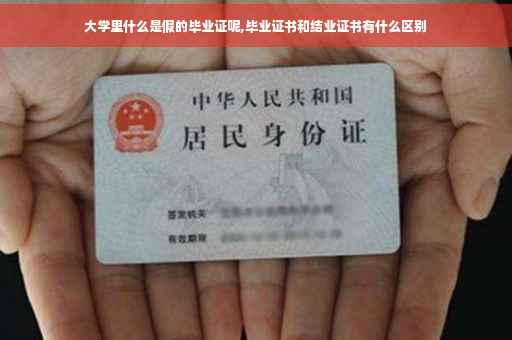 大学里什么是假的毕业证呢,毕业证书和结业证书有什么区别
中华人民共和国
居民身份证
签发机关
有效期限